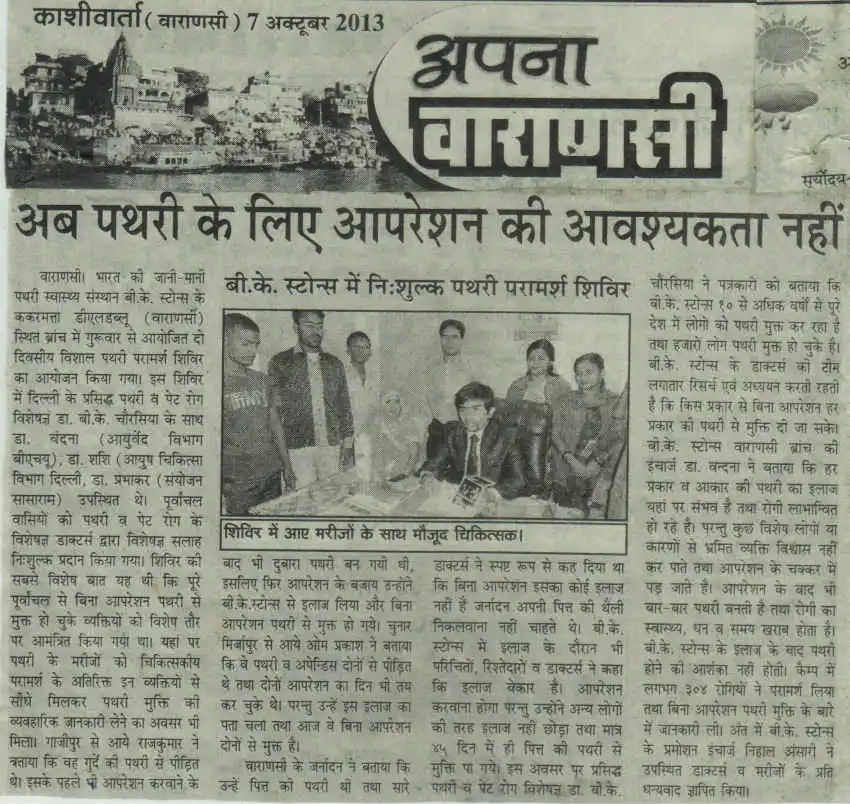 काशीवार्ता ( वाराणसी ) 7 अक्टूबर 2013
अपना
वाराणसी
सूर्योदय-
अब पथरी के लिए आपरेशन की आवश्यकता नहीं
वाराणसी। भारत की जानी-मानी
पथरी स्वास्थ्य संस्थान बी.के. स्टोन्स के
ककरमत्ता डीएलडब्लू (वाराणसी)
स्थित ब्रांच में गुरूवार से आयोजित दो
दिवसीय विशाल पथरी परामर्श शिविर
का आयोजन किया गया। इस शिविर
में दिल्ली के प्रसिद्ध पथरी व पेट रोग
विशेषज्ञ डा. बी.के. चौरसिया के साथ
डा. वंदना (आयुर्वेद विभाग
बीएचयू), डा. शशि (आयुष चिकित्सा
विभाग दिल्ली, डा. प्रभाकर (संयोजन
सासाराम) उपस्थित थे। पूर्वांचल
वासियों को पथरी व पेट रोग के
विशेषज्ञ डाक्टर्स द्वारा विशेषज्ञ सलाह
निःशुल्क प्रदान किया गया। शिविर की
सबसे विशेष बात यह थी कि पूरे
पूर्वांचल से बिना आपरेशन पथरी से
मुक्त हो चुके व्यक्तियों को विशेष तौर
पर आमंत्रित किया गया था। यहां पर
पथरी के मरीजों को चिकित्सकीय
परामर्श के अतिरिक्त इन व्यक्तियों से
सीधे मिलकर पथरी मुक्ति की
व्यवहारिक जानकारी लेने का अवसर भी
मिला। गाजीपुर से आये राजकुमार ने
बताया कि वह गुर्दे की पथरी से पीड़ित
थे। इसके पहले भी आपरेशन करवाने के
बी.के. स्टोन्स में निःशुल्क पथरी परामर्श शिविर
शिविर में आए मरीजों के साथ मौजूद चिकित्सक।
बाद भी दुबारा पथरी बन गयी थी,
इसलिए फिर आपरेशन के बजाय उन्होंने
बी.के.स्टोन्स से इलाज लिया और बिना
आपरेशन पथरी से मुक्त हो गये। चुनार
मिर्जापुर से आये ओम प्रकाश ने बताया
कि वे पथरी व अपेन्डिस दोनों से पीड़ित
थे तथा दोनों आपरेशन का दिन भी तय
कर चुके थे। परन्तु उन्हें इस इलाज का
पता चला तथा आज वे बिना आपरेशन
दोनों से मुक्त है।
वाराणसी के जर्नादन ने बताया कि
उन्हें पित्त की पथरी थी तथा सारे
डाक्टर्स ने स्पष्ट रूप से कह दिया था
कि बिना आपरेशन इसका कोई इलाज
नहीं है जर्नादन अपनी पित्त की थैली
निकलवाना नहीं चाहते थे। बी.के.
स्टोन्स में इलाज के दौरान भी
परिचितों, रिश्तेदारों व डाक्टर्स ने कहा
कि इलाज बेकार है। आपरेशन
करवाना होगा परन्तु उन्होंने अन्य लोगों
की तरह इलाज नहीं छोड़ा तथा मात्र
४५ दिन में ही पित्त की पथरी से
मुक्ति पा गये। इस अवसर पर प्रसिद्ध
पथरी व पेट रोग विशेषज्ञ डा. बी.के.
चौरसिया ने पत्रकारों को बताया कि
बी.के. स्टोन्स १० से अधिक वर्षों से पूरे
देश में लोगो को पथरी मुक्त कर रहा है
तथा हजारो लोग पथरी मुक्त हो चुके है।
बी.के. स्टोन्स के डाक्टर्स की टीम
लगातार रिसर्च एवं अध्ययन करती रहती
है कि किस प्रकार से बिना आपरेशन हर
प्रकार की पथरी से मुक्ति दी जा सके।
बी.के. स्टोन्स वाराणसी ब्रांच की
इंचार्ज डा. वन्दना ने बताया कि हर
प्रकार व आकार की पथरी का इलाज
यहां पर संभव है तथा रोगी लाभान्वित
हो रहे है। परन्तु कुछ विशेष लोगों या
कारणों से भ्रमित व्यक्ति विश्वास नहीं
कर पाते तथा आपरेशन के चक्कर में
पड़ जाते है। आपरेशन के बाद भी
बार-बार पथरी बनती है तथा रोगी का
स्वास्थ्य, धन व समय खराब होता है।
बी.के. स्टोन्स के इलाज के बाद पथरी
होने की आशंका नहीं होती। कैम्प में
लगभग ३०४ रोगियों ने परामर्श लिया
तथा बिना आपरेशन पथरी मुक्ति के बारे
में जानकारी ली। अंत में बी.के. स्टोन्स
के प्रमोशन इंचार्ज निहाल अंसारी ने
उपस्थित डाक्टर्स व मरीजों के प्रति
धन्यवाद ज्ञापित किया।